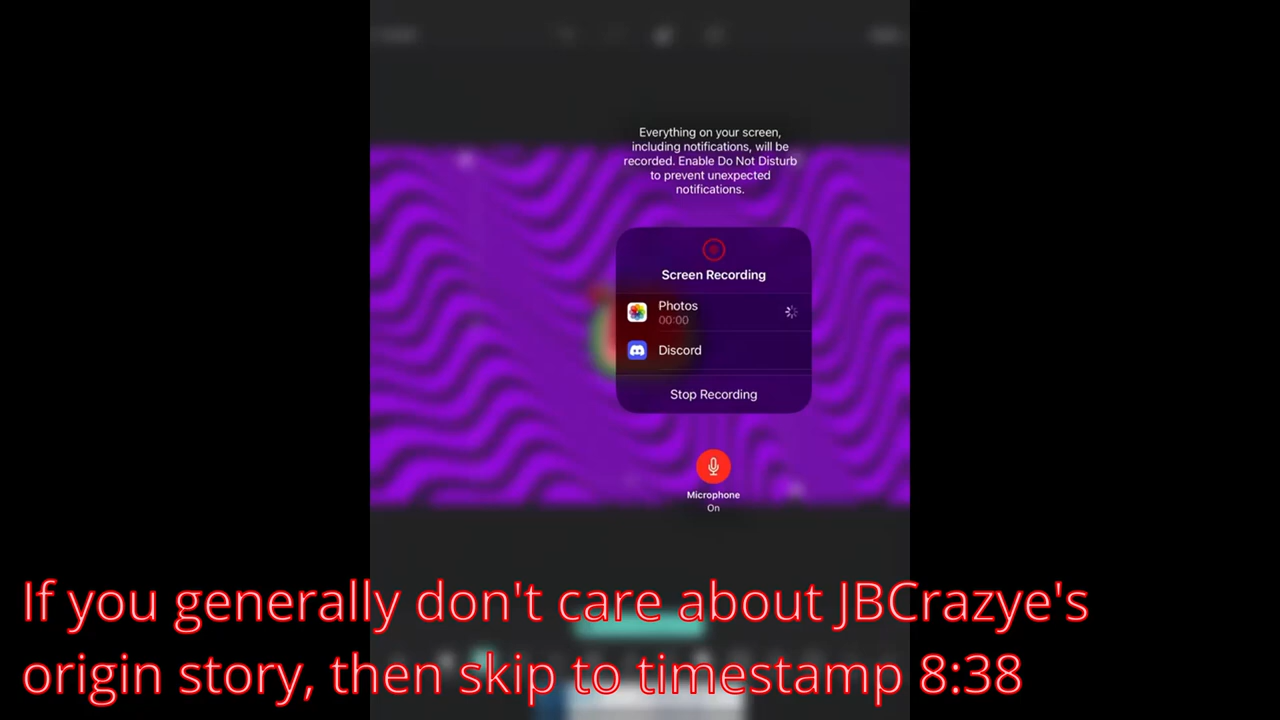 Everything on your screen,
including notifications, will be
recorded. Enable Do Not Disturb
to prevent unexpected
notifications.
Screen Recording
Photos
00:00
Discord
Stop Recording
Microphone
On
If you generally don't care about JBCrazye's
origin story, then skip to timestamp 8:38